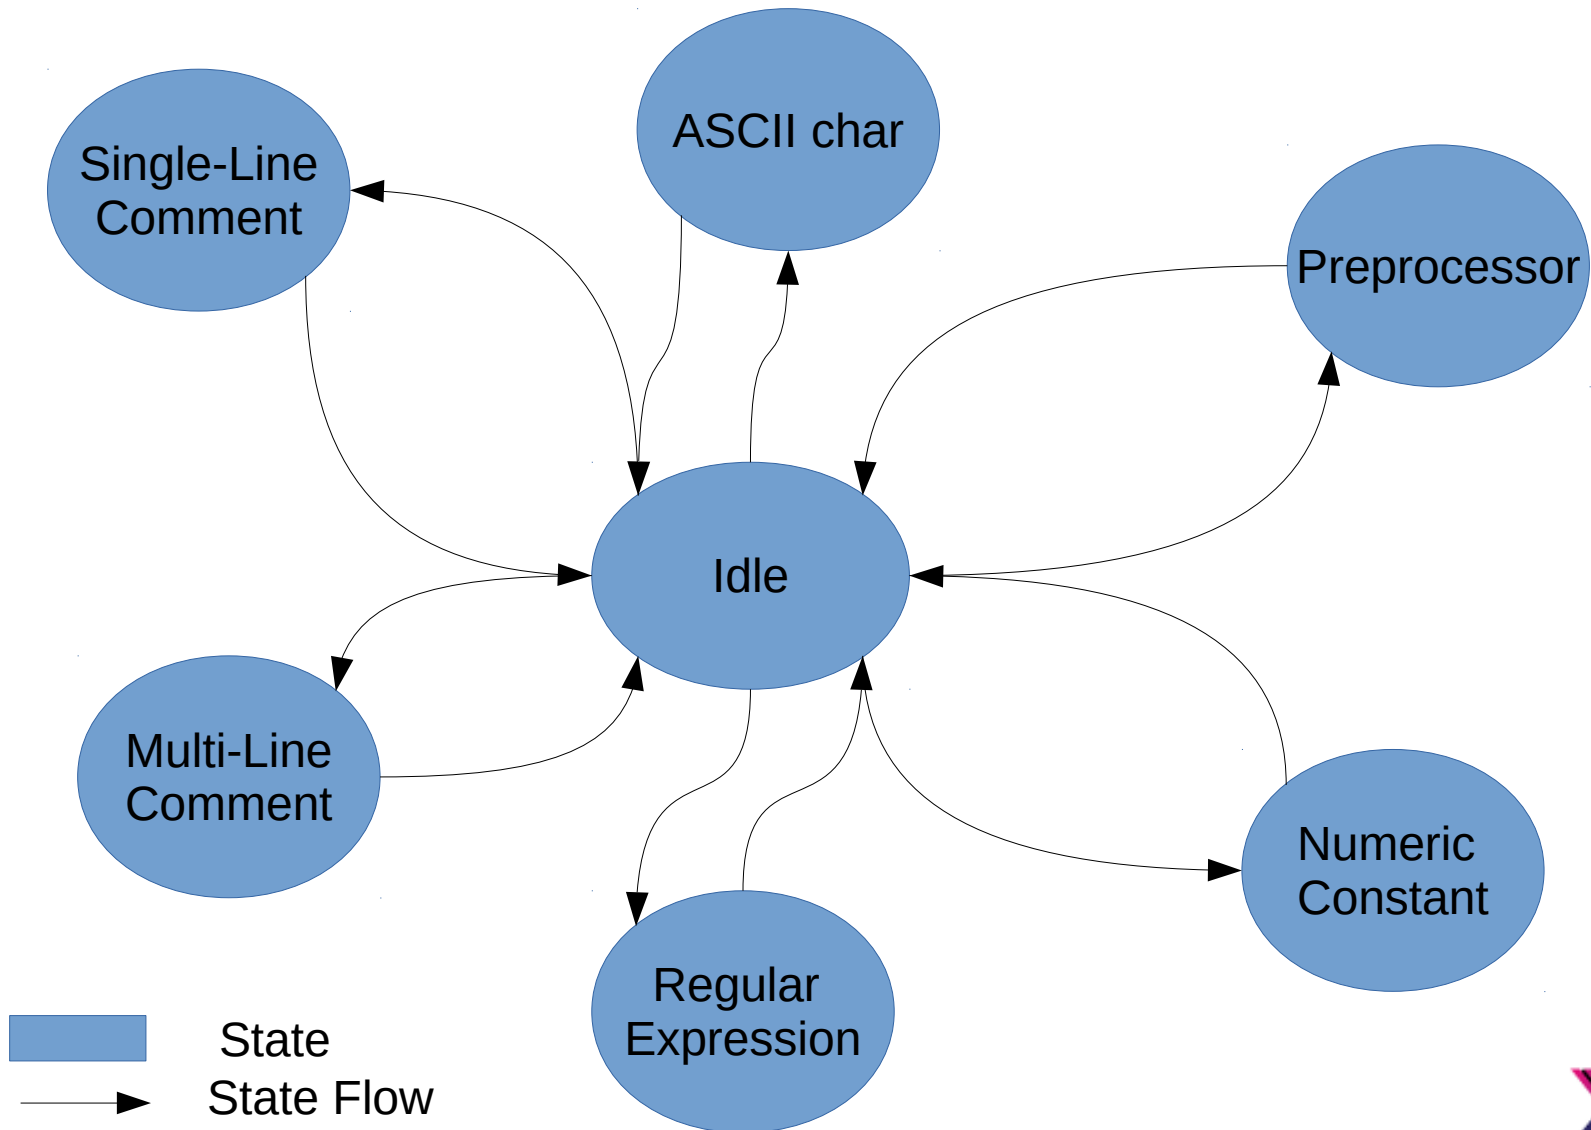 ASCII char
Single-Line
Comment
Preprocessor
Idle
Multi-Line
Comment
Numeric
Constant
Regular
Expression
State
State Flow